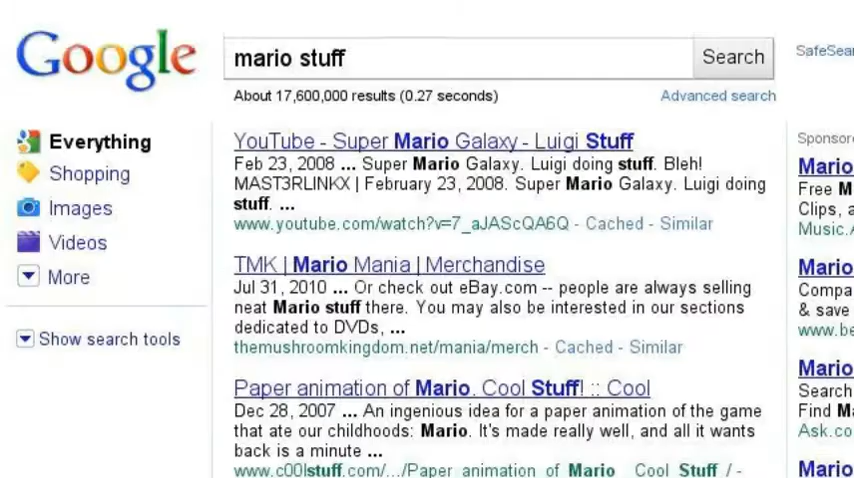 Google
mario stuff
Search
SafeSear
About 17,600,000 results (0.27 seconds)
Advanced search
Everything
Shopping
Images
Videos
More
Show search tools
YouTube - Super Mario Galaxy - Luigi Stuff
Feb 23, 2008 ... Super Mario Galaxy. Luigi doing stuff. Bleh!
MAST3RLINKX | February 23, 2008. Super Mario Galaxy. Luigi doing
stuff. ...
www.youtube.com/watch?v=7_aJAScQA6Q - Cached - Similar
TMK | Mario Mania | Merchandise
Jul 31, 2010 ... Or check out eBay.com -- people are always selling
neat Mario stuff there. You may also be interested in our sections
dedicated to DVDs, ...
themushroomkingdom.net/mania/merch - Cached - Similar
Paper animation of Mario. Cool Stuff! :: Cool
Dec 28, 2007 ... An ingenious idea for a paper animation of the game
that ate our childhoods: Mario. It's made really well, and all it wants
back is a minute ...
www.c00lstuff.com/.../Paper_animation_of_Mario__Cool_Stuff_/ -
Sponsore
Mario
Free M
Clips, a
Music.A
Mario
Compa
& save
www.be
Mario
Search
Find Ma
Ask.co
Mario